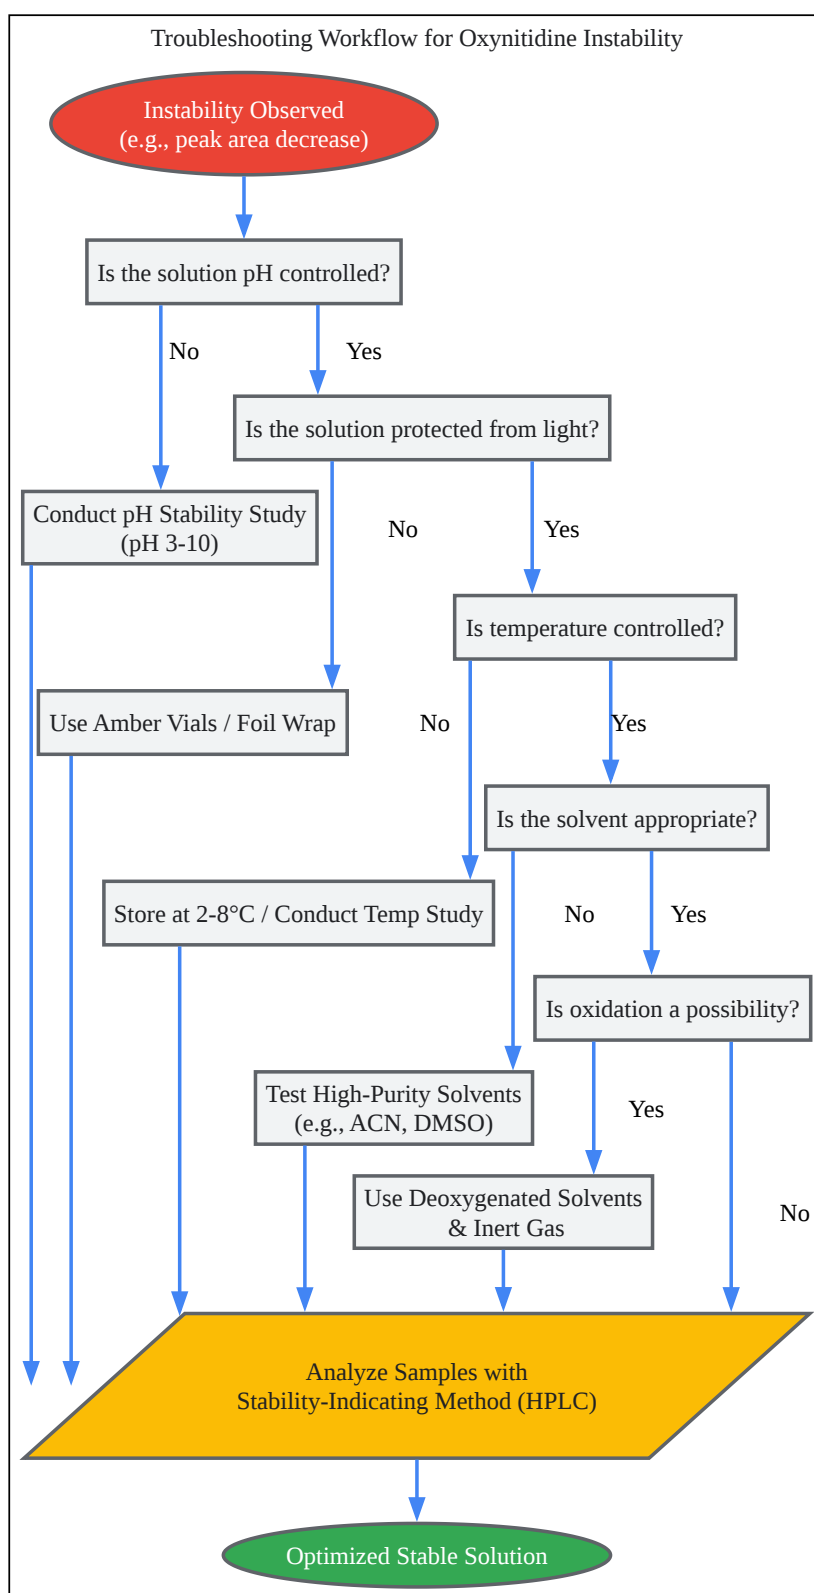 Troubleshooting Workflow for Oxynitidine Instability
Instability Observed
(e.g., peak area decrease)
Is the solution pH controlled?
No
Yes
Is the solution protected from light?
Conduct pH Stability Study
(pH 3-10)
No
Yes
Is temperature controlled?
Use Amber Vials / Foil Wrap
No
Yes
Is the solvent appropriate?
Store at 2-8°C / Conduct Temp Study
No
Yes
Is oxidation a possibility?
Test High-Purity Solvents
(e.g., ACN, DMSO)
Yes
Use Deoxygenated Solvents
& Inert Gas
No
Analyze Samples with
Stability-Indicating Method (HPLC)
Optimized Stable Solution